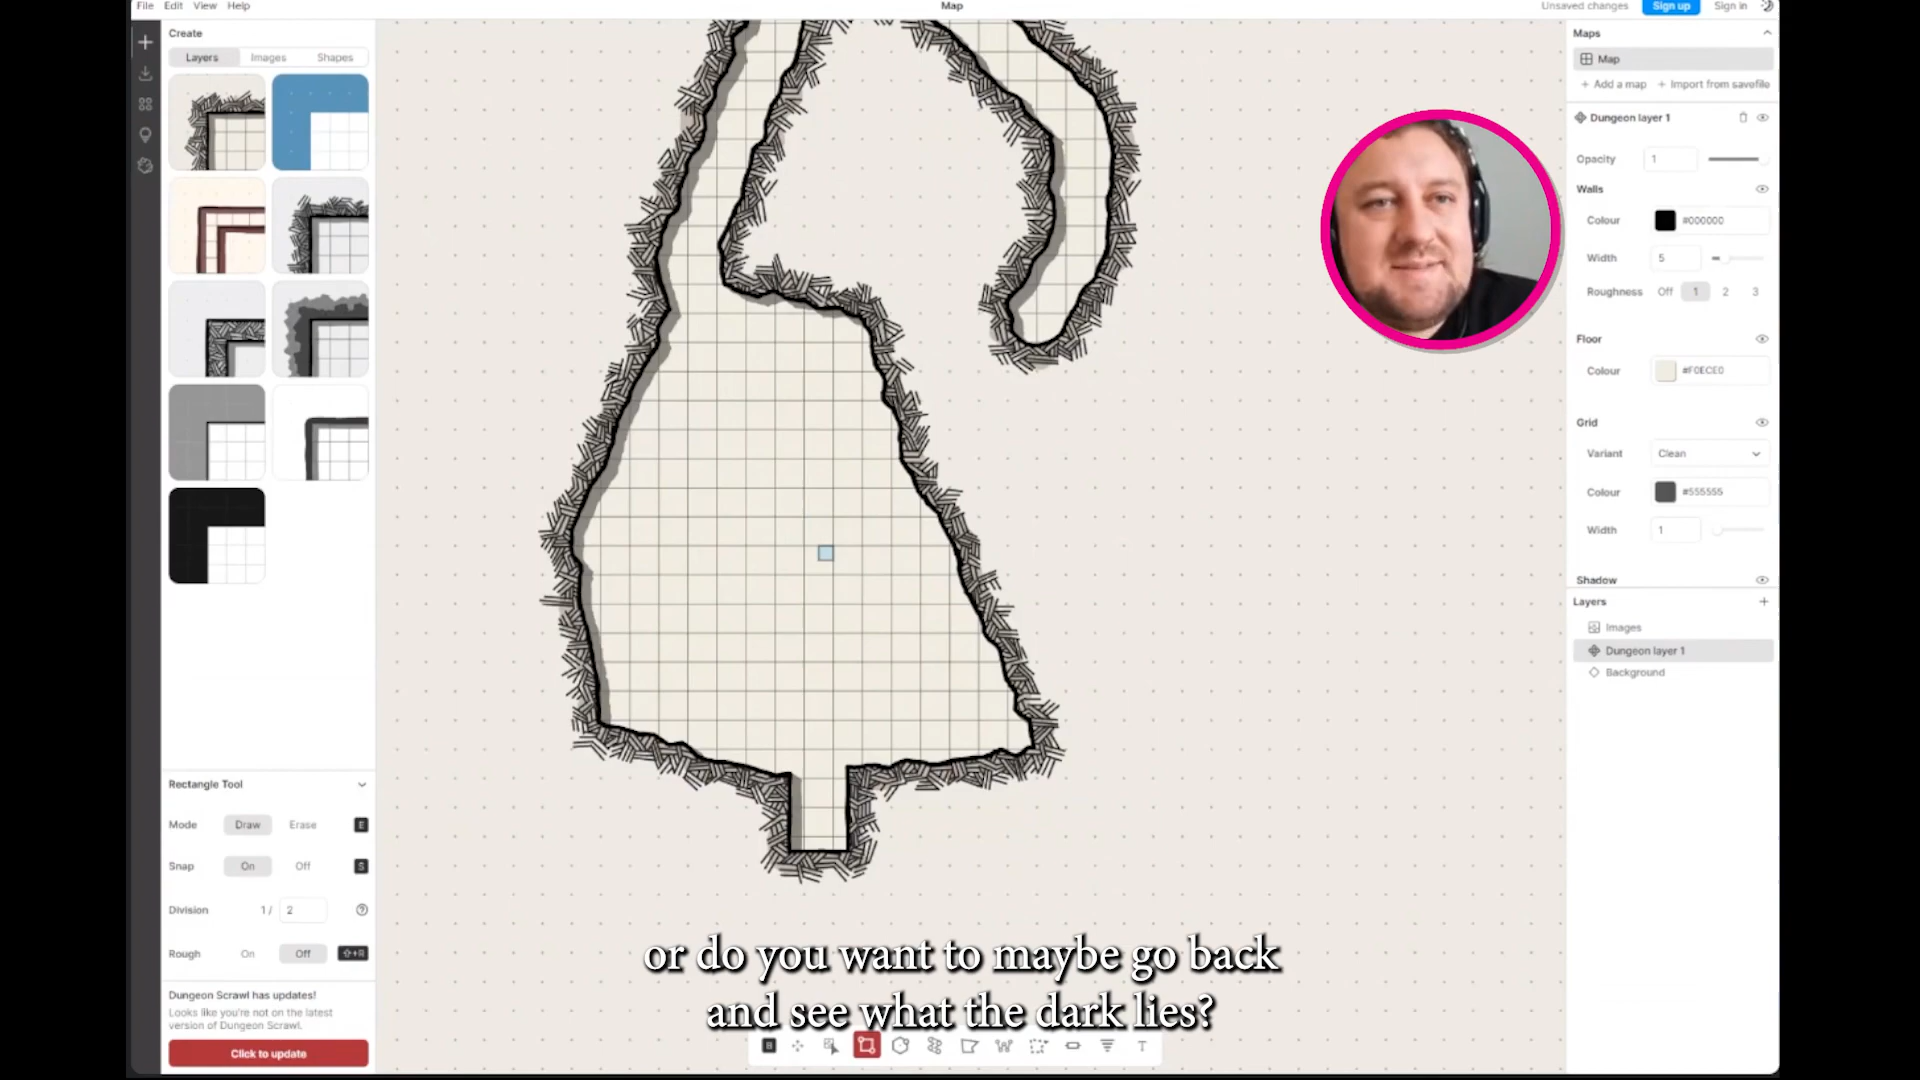 File Edit View Help
Map
Unsaved changes Sign up Sign in
Create
Layers Images Shapes
Rectangle Tool
Mode Draw Erase E
Snap On Off S
Division 1 / 2
Rough On Off ⇧+R
Dungeon Scrawl has updates!
Looks like you're not on the latest
version of Dungeon Scrawl.
Click to update
or do you want to maybe go back
and see what the dark lies?
T
Maps
Map
+ Add a map + Import from savefile
Dungeon layer 1
Opacity 1
Walls
Colour #000000
Width 5
Roughness Off 1 2 3
Floor
Colour #F0ECE0
Grid
Variant Clean
Colour #555555
Width 1
Shadow
Layers +
Images
Dungeon layer 1
Background